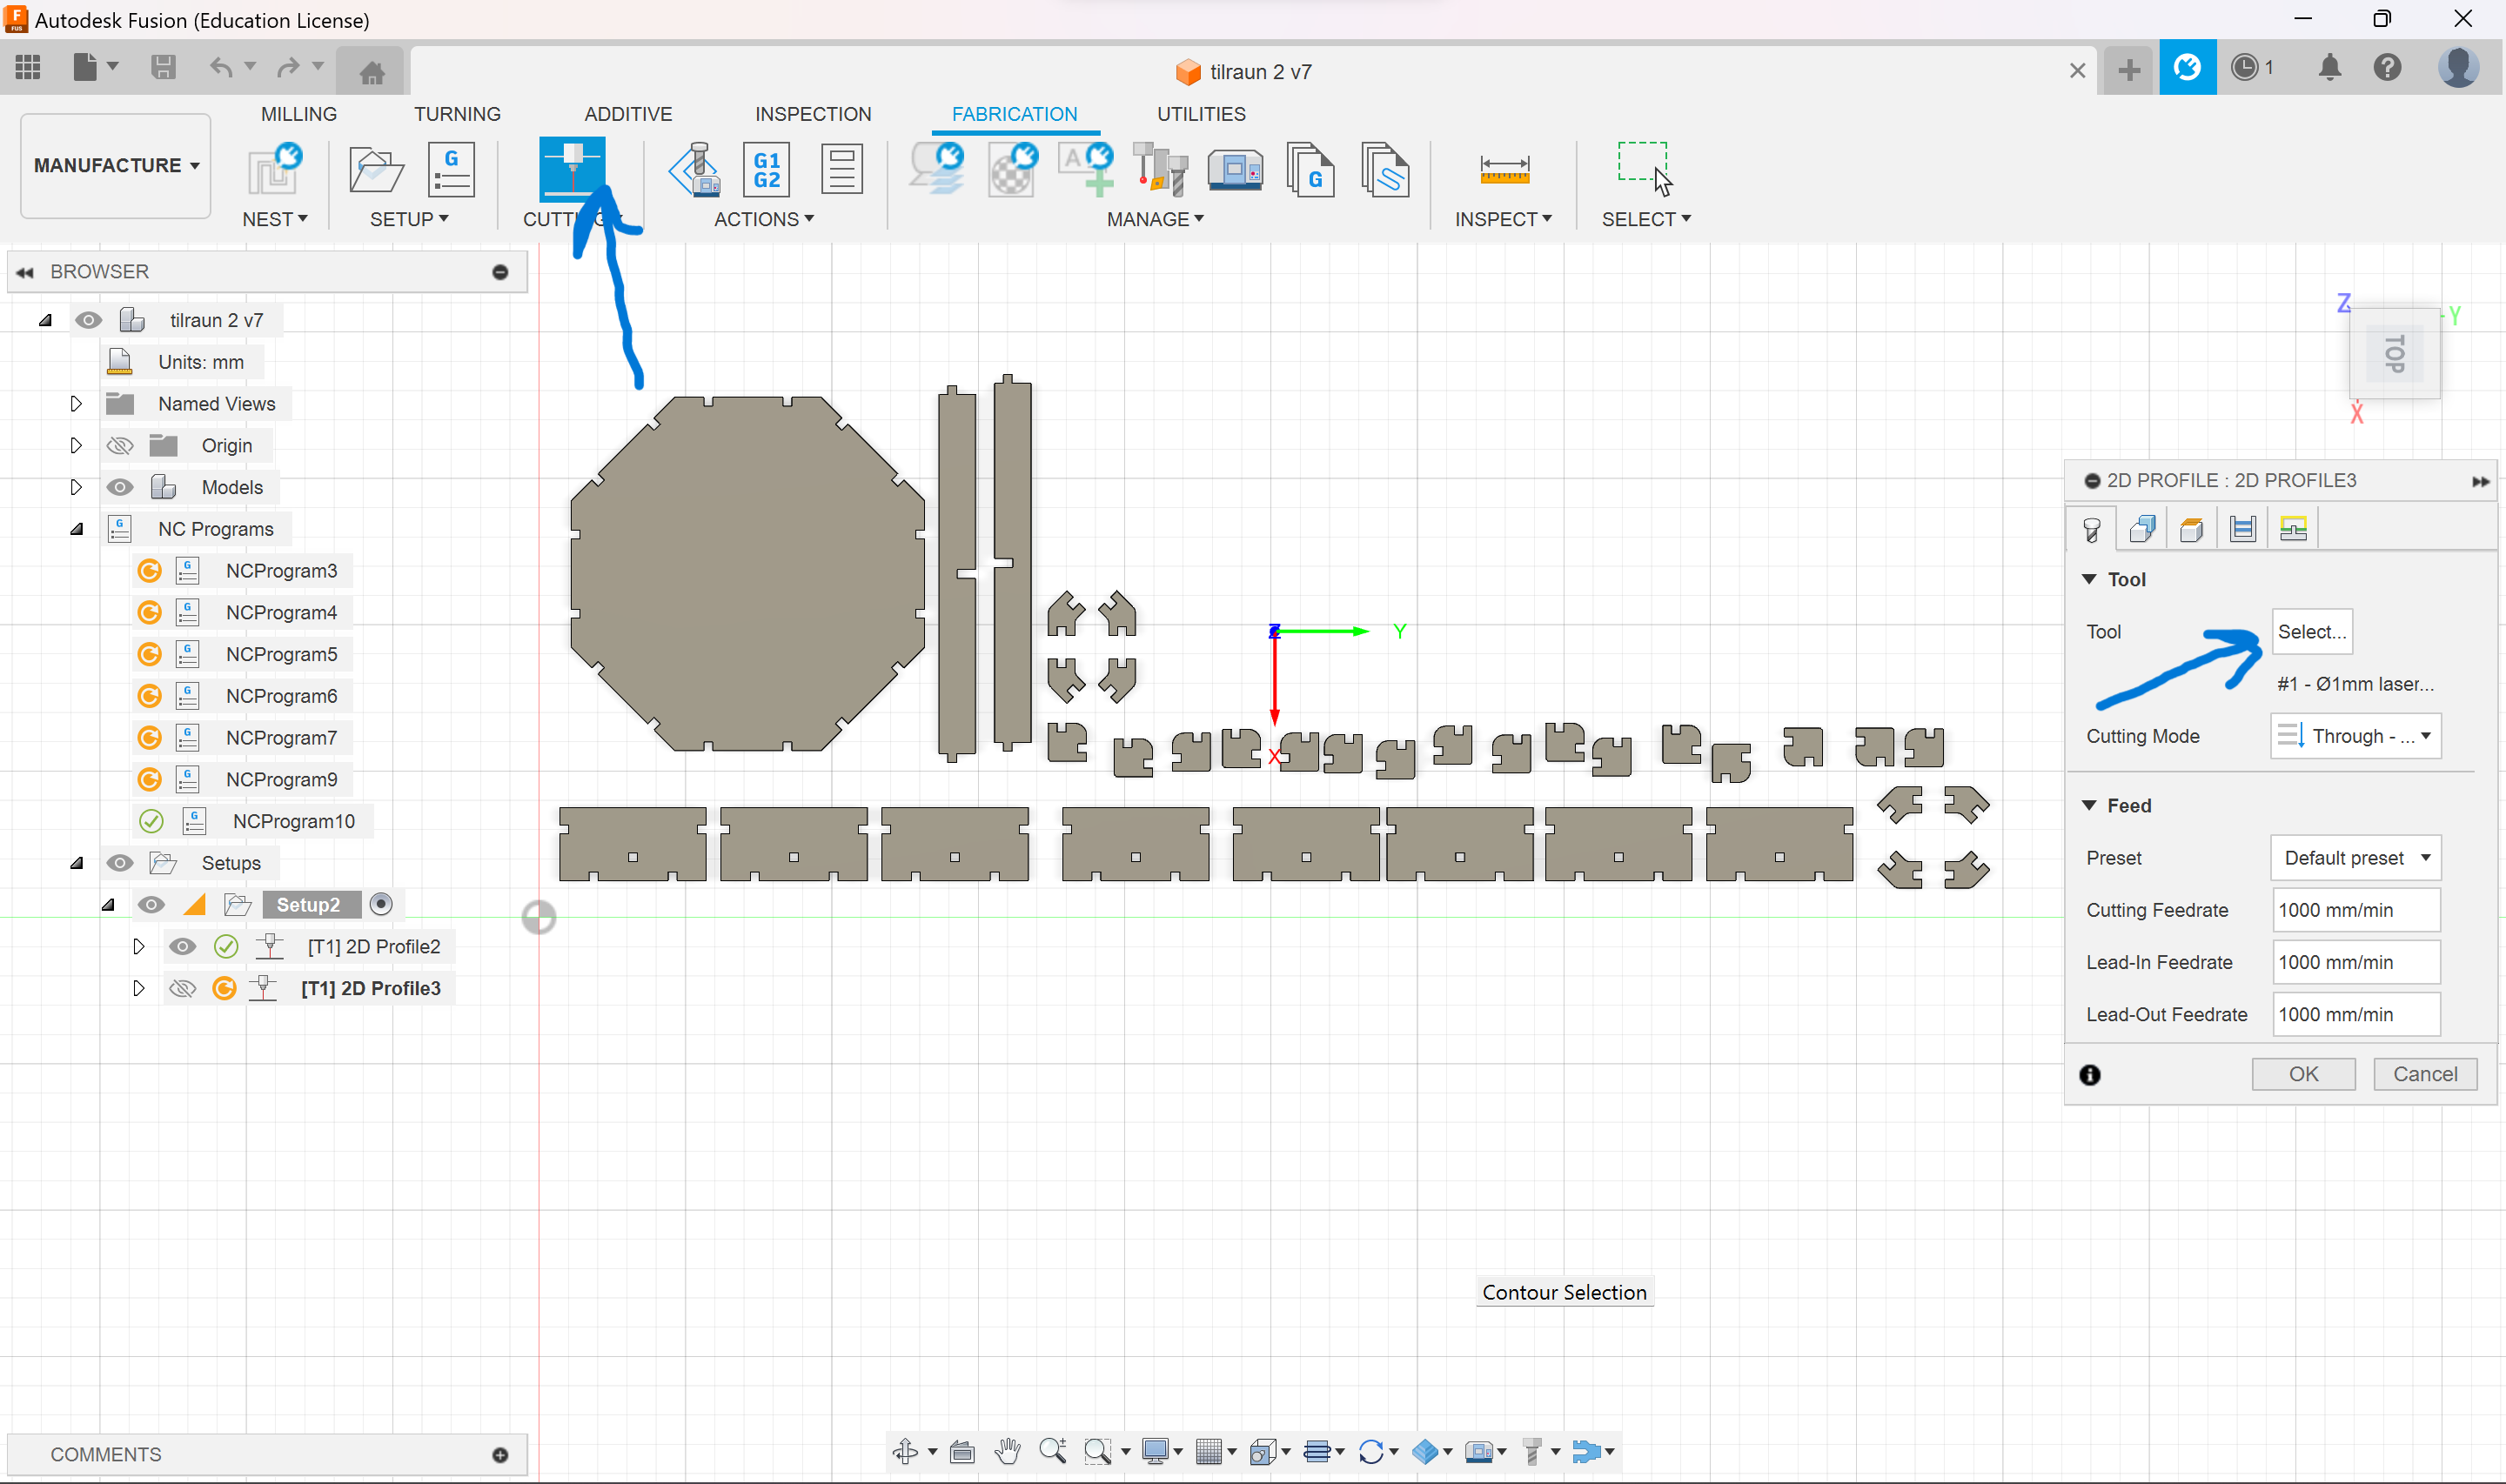 Autodesk Fusion (Education License)
tilraun 2 v7
1
MILLING TURNING ADDITIVE INSPECTION FABRICATION UTILITIES
MANUFACTURE
G
G1
G2
A
G
NEST SETUP ACTIONS MANAGE INSPECT SELECT
BROWSER
tilraun 2 v7
Units: mm
Named Views
Origin
Models
NC Programs
NCProgram3
NCProgram4
NCProgram5
NCProgram6
NCProgram7
NCProgram9
NCProgram10
Setups
Setup2
[T1] 2D Profile2
[T1] 2D Profile3
Z
Y
TOP
X
Z
Y
X
2D PROFILE : 2D PROFILE3
Tool
Tool Select...
#1 - Ø1mm laser...
Cutting Mode Through - ...
Feed
Preset Default preset
Cutting Feedrate 1000 mm/min
Lead-In Feedrate 1000 mm/min
Lead-Out Feedrate 1000 mm/min
OK Cancel
Contour Selection
COMMENTS